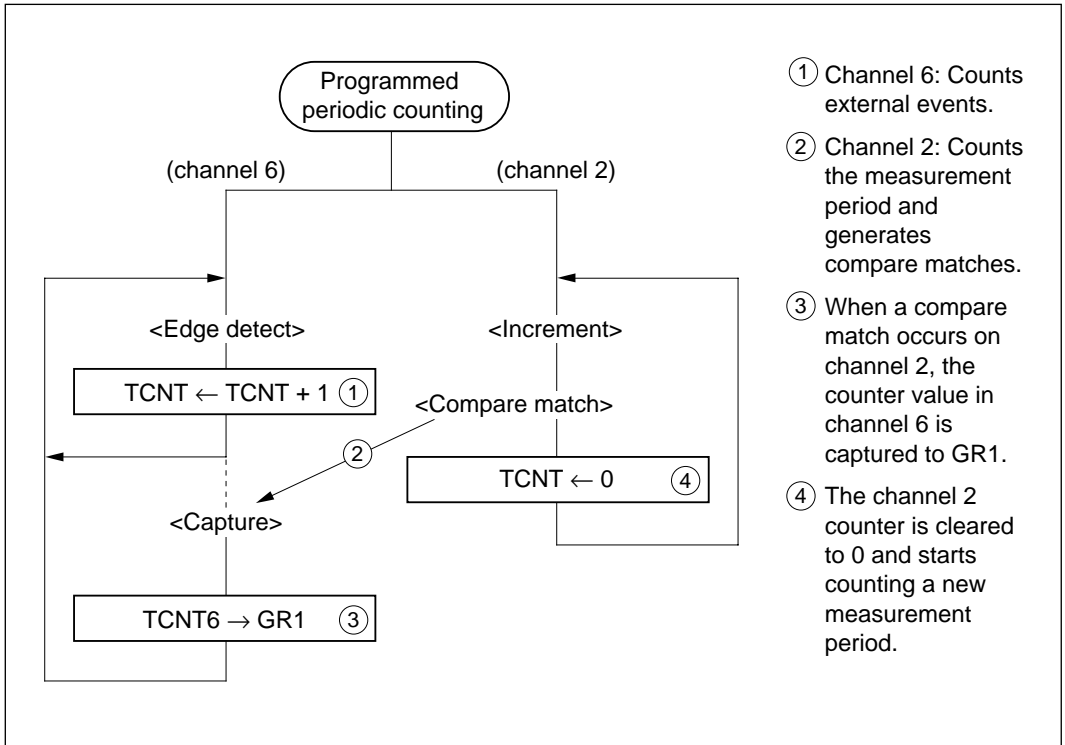 Programmed
periodic counting
(channel 6)
(channel 2)
<Edge detect>
<Increment>
TCNT ← TCNT + 1 ①
<Compare match>
②
TCNT ← 0 ④
<Capture>
TCNT6 → GR1 ③
① Channel 6: Counts
external events.
② Channel 2: Counts
the measurement
period and
generates
compare matches.
③ When a compare
match occurs on
channel 2, the
counter value in
channel 6 is
captured to GR1.
④ The channel 2
counter is cleared
to 0 and starts
counting a new
measurement
period.